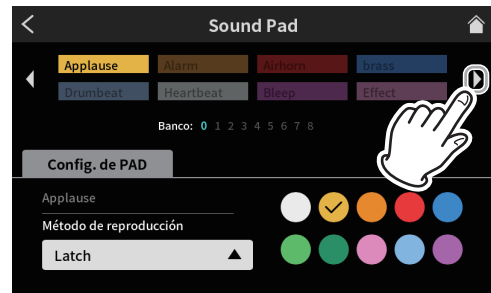 Sound Pad
Applause Alarm Airhorn brass
Drumbeat Heartbeat Bleep Effect
Banco: 0 1 2 3 4 5 6 7 8
Config. de PAD
Applause
Método de reproducción
Latch